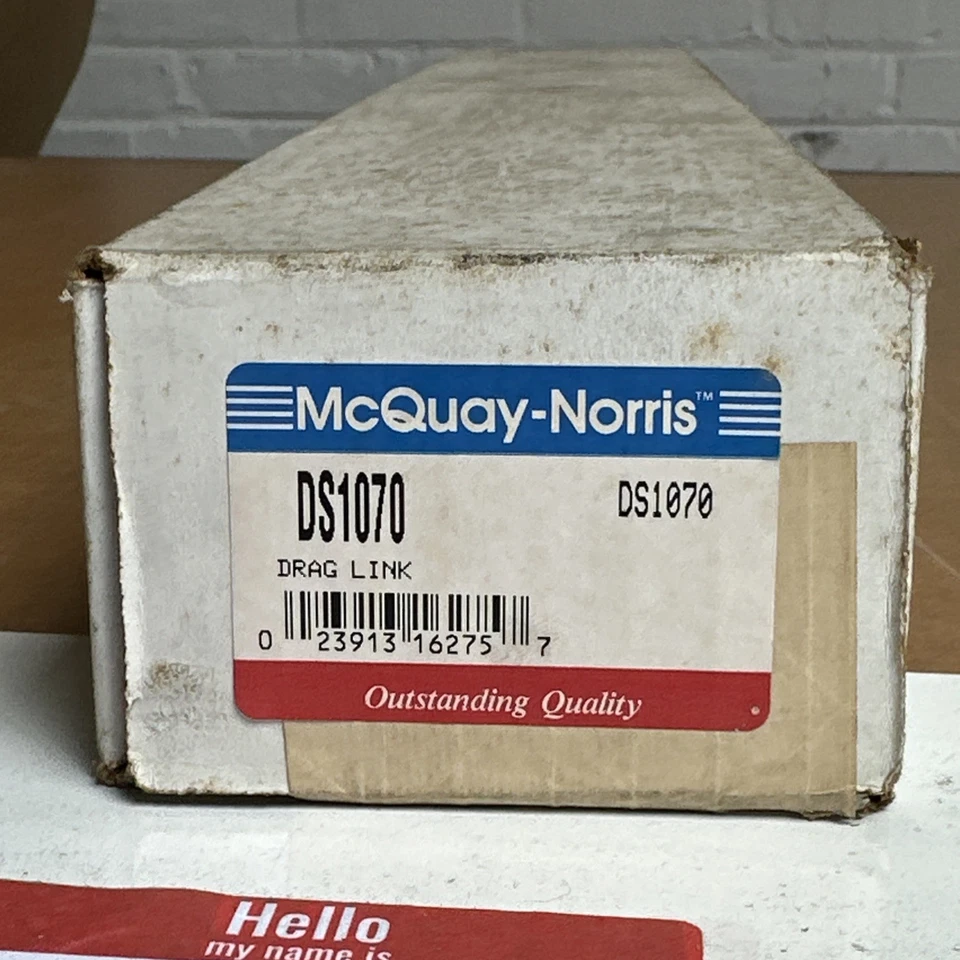 McQuay-Norris™
DS1070 DS1070
DRAG LINK
0 23913 16275 7
Outstanding Quality
Hello
my name is